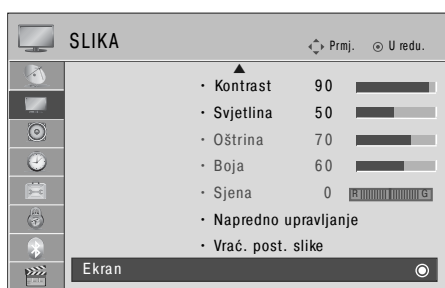 SLIKA Prmj. U redu.
• Kontrast 90
• Svjetlina 50
• Oštrina 70
• Boja 60
• Sjena 0 R G
• Napredno upravljanje
• Vrać. post. slike
Ekran